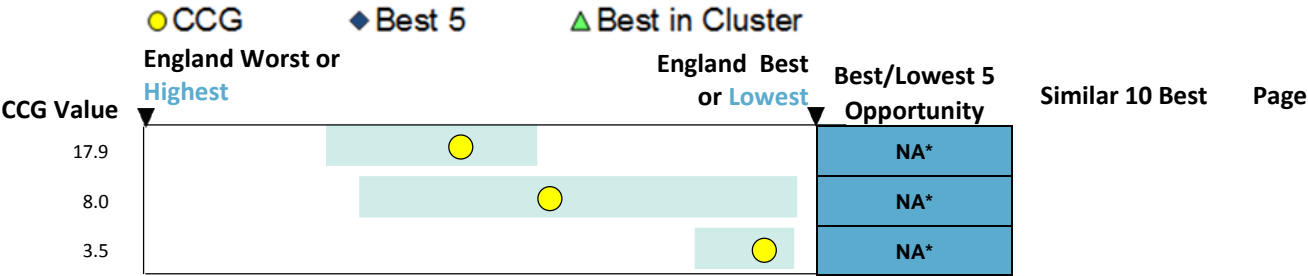 CCG Best 5 Best in Cluster
England Worst or
Highest
England Best
or Lowest
Best/Lowest 5
Opportunity
Similar 10 Best
Page
CCG Value
17.9 NA*
8.0 NA*
3.5 NA*